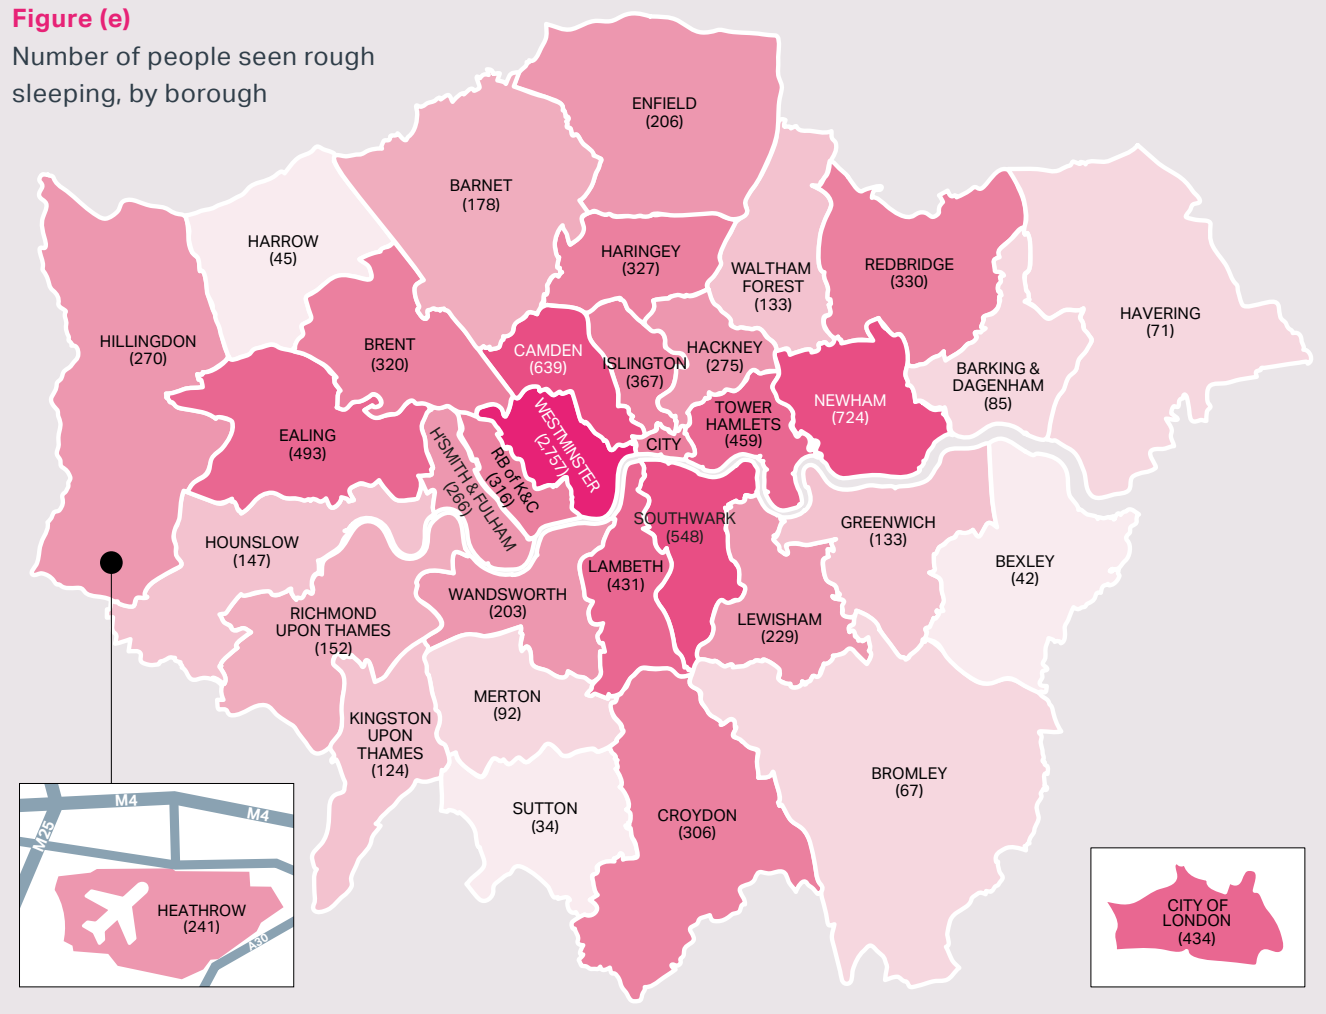 Figure (e)
Number of people seen rough
sleeping, by borough
ENFIELD
(206)
BARNET
(178)
HARROW
(45)
HARINGEY
(327)
WALTHAM
FOREST
(133)
REDBRIDGE
(330)
HAVERING
(71)
HILLINGDON
(270)
BRENT
(320)
CAMDEN
(639)
ISLINGTON
(367)
HACKNEY
(275)
BARKING &
DAGENHAM
(85)
EALING
(493)
WESTMINSTER
(2,757)
CITY
TOWER
HAMLETS
(459)
NEWHAM
(724)
H'SMITH & FULHAM
(266)
RB of K&C
(316)
HOUNSLOW
(147)
SOUTHWARK
(548)
GREENWICH
(133)
BEXLEY
(42)
LAMBETH
(431)
WANDSWORTH
(203)
RICHMOND
UPON THAMES
(152)
LEWISHAM
(229)
MERTON
(92)
KINGSTON
UPON
THAMES
(124)
SUTTON
(34)
CROYDON
(306)
BROMLEY
(67)
M4
M4
M25
HEATHROW
(241)
A30
CITY OF
LONDON
(434)